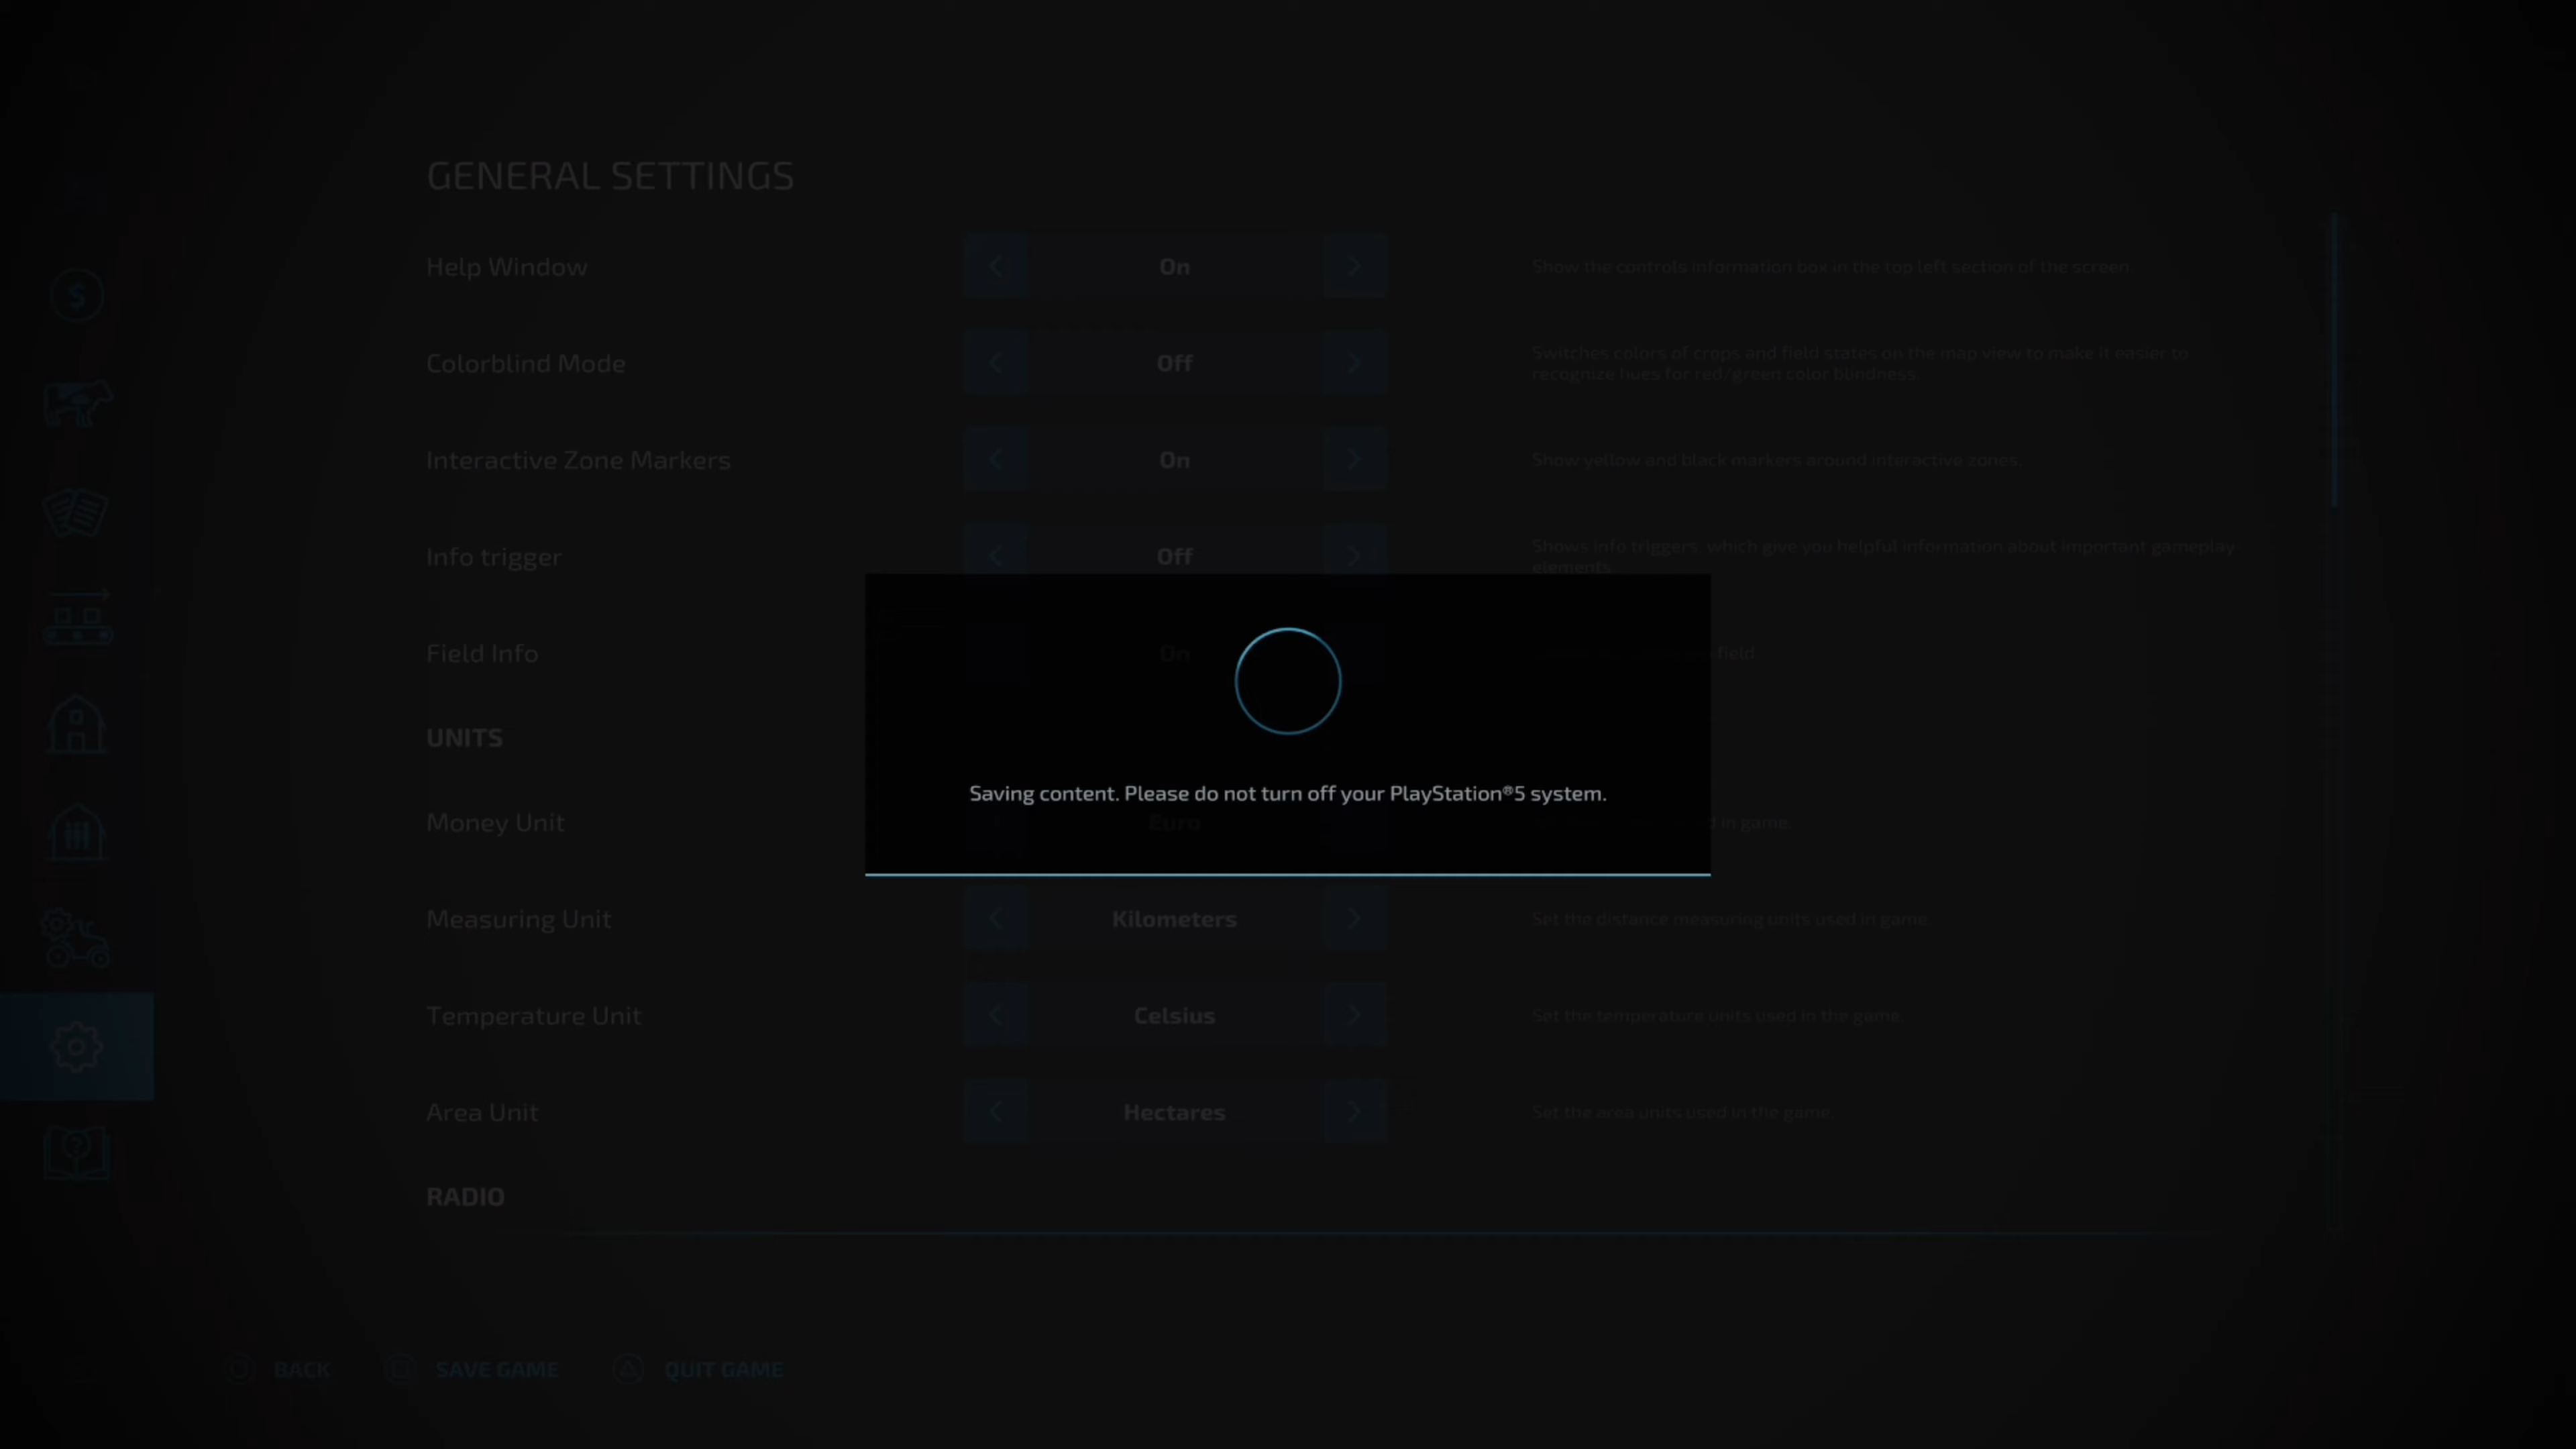 GENERAL SETTINGS
Help Window
On
Show the controls information box in the top left section of the screen.
Colorblind Mode
Off
Switches colors of crops and field states on the map view to make it easier to
recognize hues for red/green color blindness.
Interactive Zone Markers
On
Show yellow and black markers around interactive zones.
Info trigger
Off
Shows info triggers, which give you helpful information about important gameplay
elements.
Field Info
On
field
UNITS
Saving content. Please do not turn off your PlayStation®5 system.
Money Unit
Euro
in game.
Measuring Unit
Kilometers
Set the distance measuring units used in game.
Temperature Unit
Celsius
Set the temperature units used in the game.
Area Unit
Hectares
Set the area units used in the game.
RADIO
BACK
SAVE GAME
QUIT GAME